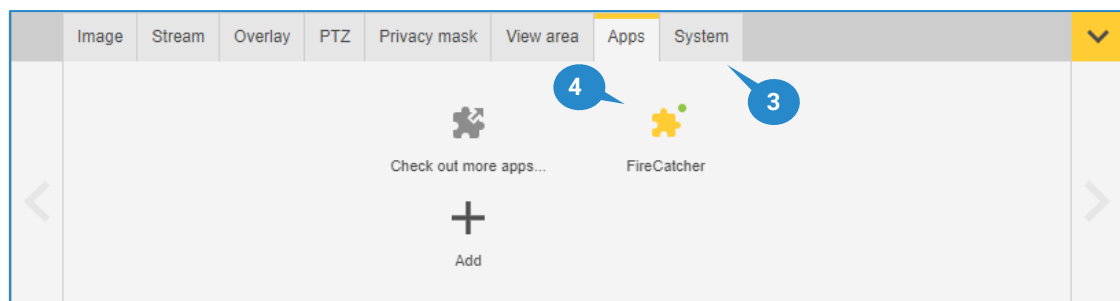 Image Stream Overlay PTZ Privacy mask View area Apps System
4
3
Check out more apps... FireCatcher
Add